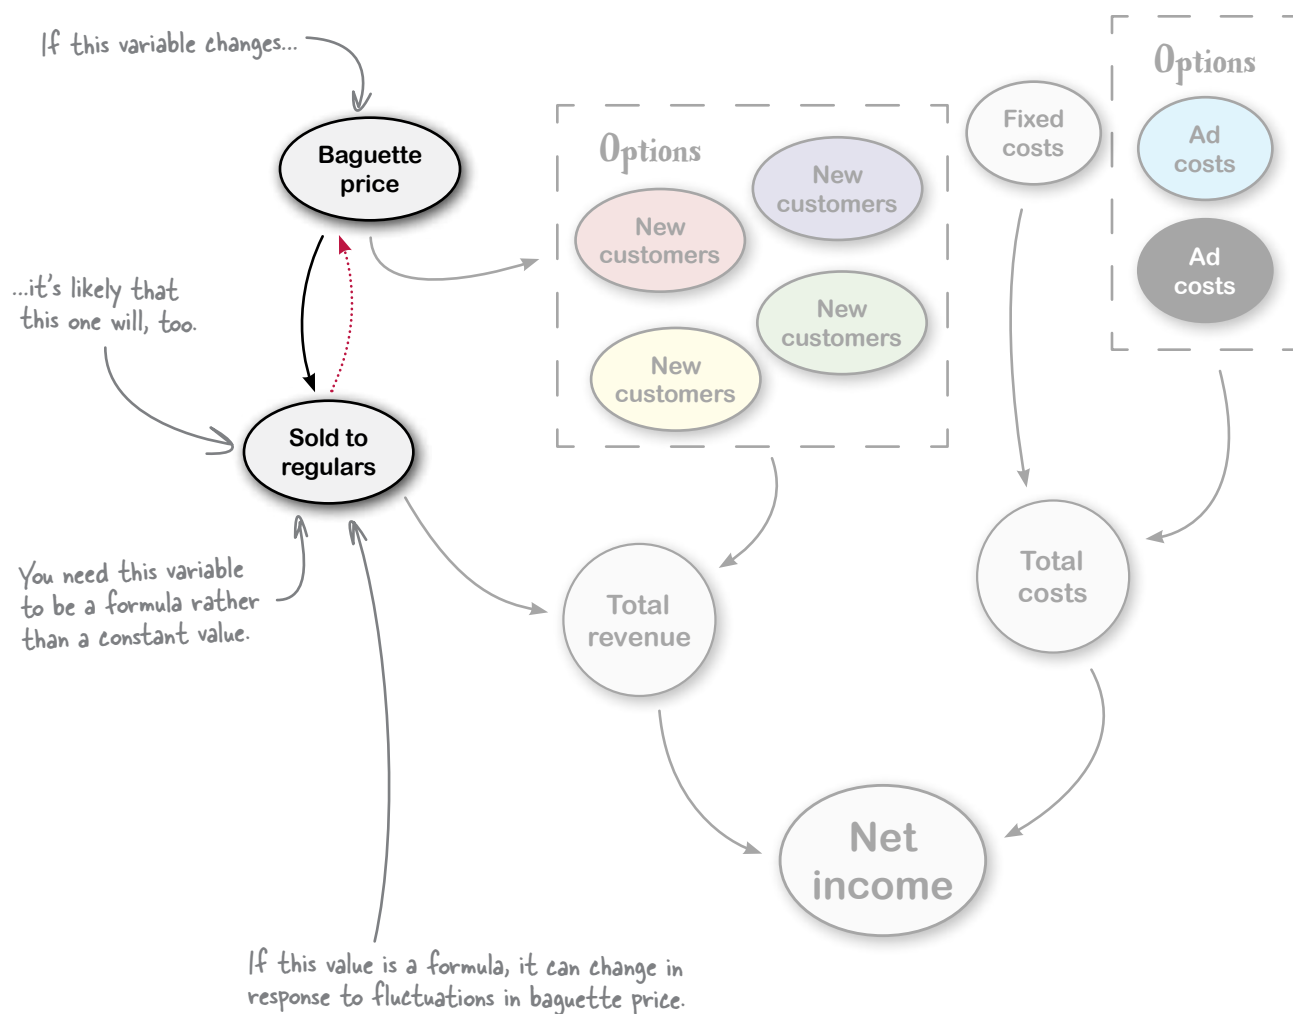 If this variable changes...
Options
Fixed
costs
Ad
costs
Baguette
price
Options
New
customers
New
customers
Ad
costs
...it's likely that
this one will, too.
New
customers
New
customers
Sold to
regulars
You need this variable
to be a formula rather
than a constant value.
Total
revenue
Total
costs
Net
income
If this value is a formula, it can change in
response to fluctuations in baguette price.